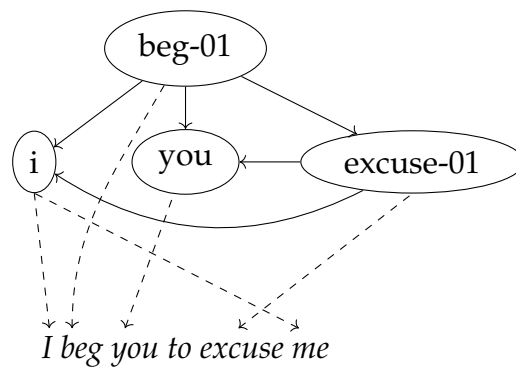 beg-01
i
you
excuse-01
I beg you to excuse me